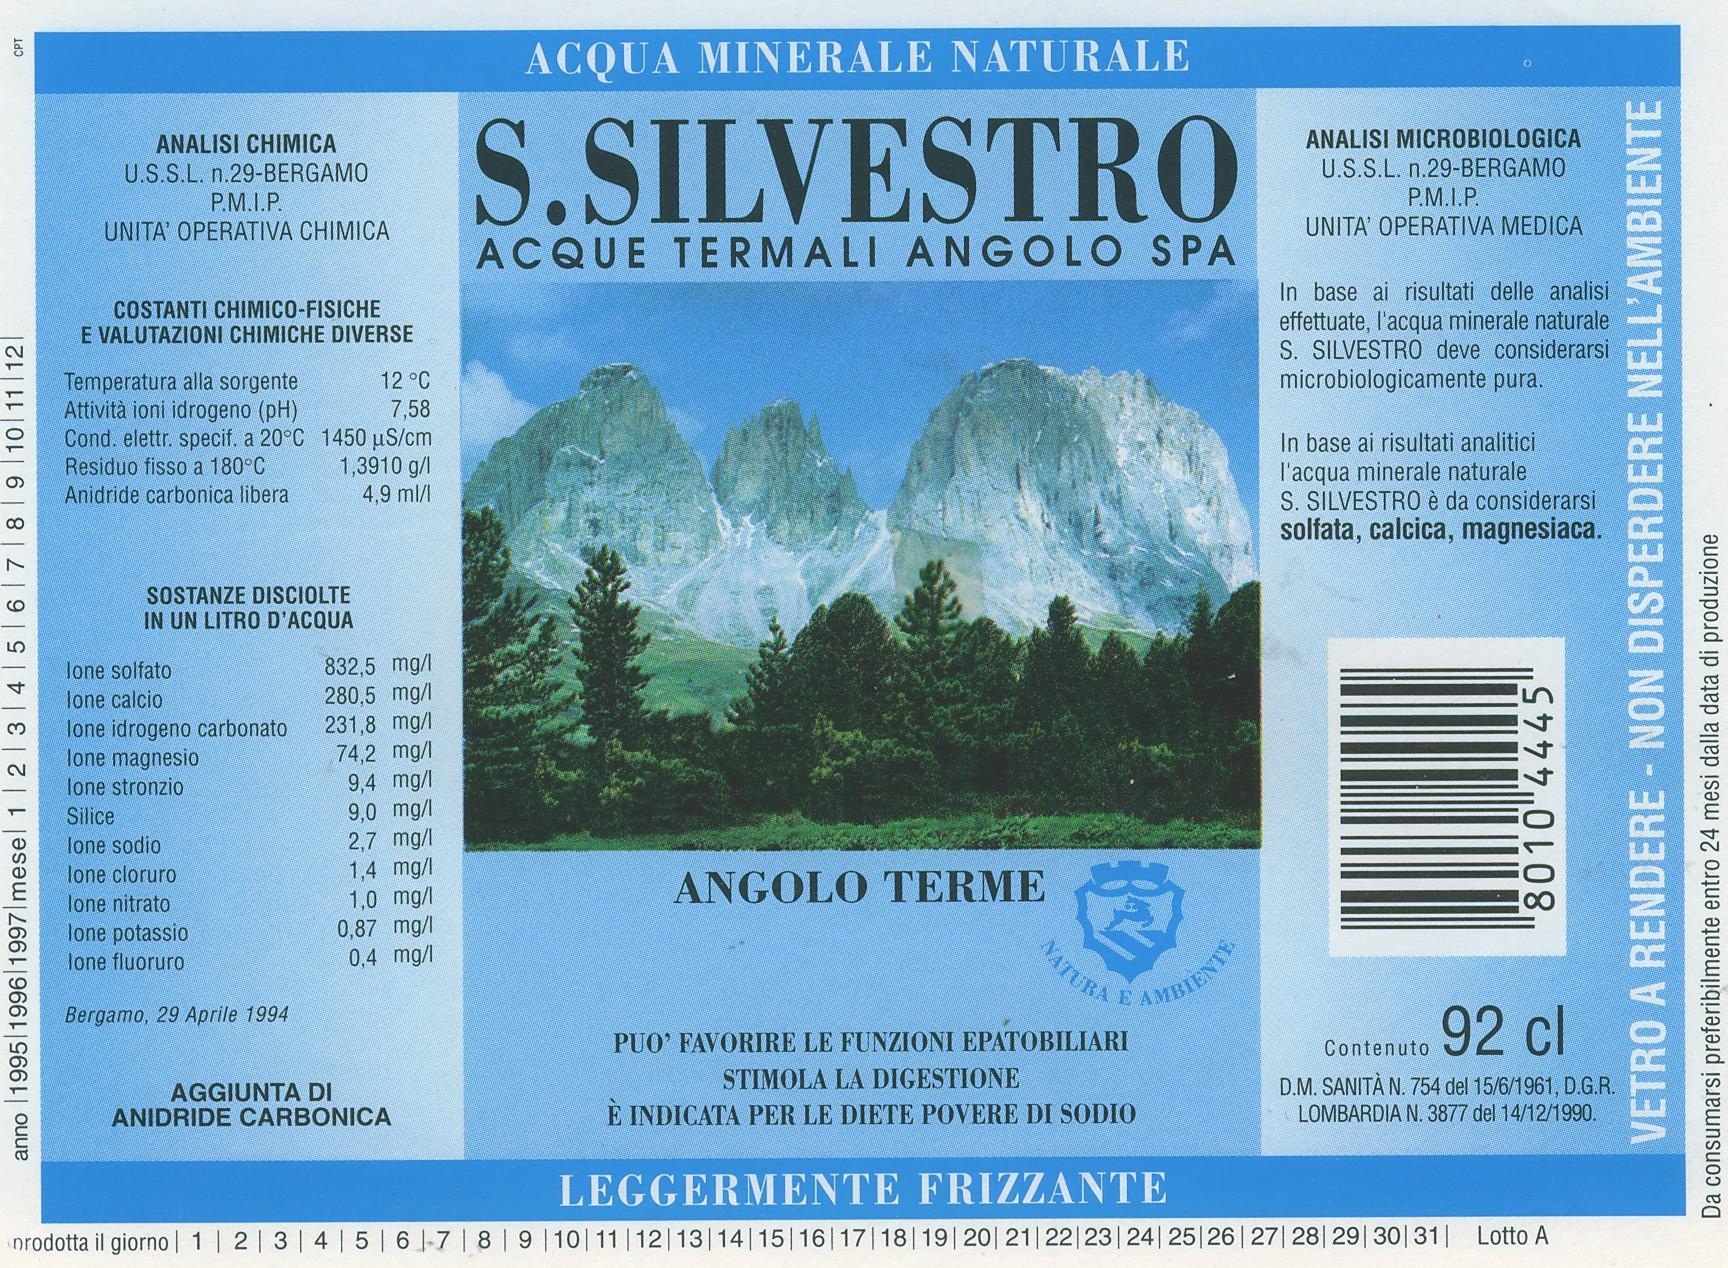 CPT
ACQUA MINERALE NATURALE
ANALISI CHIMICA
U.S.S.L. n.29-BERGAMO
P.M.I.P.
UNITA' OPERATIVA CHIMICA
COSTANTI CHIMICO-FISICHE
E VALUTAZIONI CHIMICHE DIVERSE
Temperatura alla sorgente 12 °C
Attività ioni idrogeno (pH) 7,58
Cond. elettr. specif. a 20°C 1450 µS/cm
Residuo fisso a 180°C 1,3910 g/l
Anidride carbonica libera 4,9 ml/l
SOSTANZE DISCIOLTE
IN UN LITRO D'ACQUA
Ione solfato 832,5 mg/l
Ione calcio 280,5 mg/l
Ione idrogeno carbonato 231,8 mg/l
Ione magnesio 74,2 mg/l
Ione stronzio 9,4 mg/l
Silice 9,0 mg/l
Ione sodio 2,7 mg/l
Ione cloruro 1,4 mg/l
Ione nitrato 1,0 mg/l
Ione potassio 0,87 mg/l
Ione fluoruro 0,4 mg/l
Bergamo, 29 Aprile 1994
AGGIUNTA DI
ANIDRIDE CARBONICA
S.SILVESTRO
ACQUE TERMALI ANGOLO SPA
ANGOLO TERME
NATURA E AMBIENTE
PUO' FAVORIRE LE FUNZIONI EPATOBILIARI
STIMOLA LA DIGESTIONE
È INDICATA PER LE DIETE POVERE DI SODIO
ANALISI MICROBIOLOGICA
U.S.S.L. n.29-BERGAMO
P.M.I.P.
UNITA' OPERATIVA MEDICA
In base ai risultati delle analisi
effettuate, l'acqua minerale naturale
S. SILVESTRO deve considerarsi
microbiologicamente pura.
In base ai risultati analitici
l'acqua minerale naturale
S. SILVESTRO è da considerarsi
solfata, calcica, magnesiaca.
8010 4445
Contenuto 92 cl
D.M. SANITÀ N. 754 del 15/6/1961, D.G.R.
LOMBARDIA N. 3877 del 14/12/1990.
VETRO A RENDERE - NON DISPERDERE NELL'AMBIENTE
Da consumarsi preferibilmente entro 24 mesi dalla data di produzione
LEGGERMENTE FRIZZANTE
anno |1995|1996|1997|mese| 1 | 2 | 3 | 4 | 5 | 6 | 7 | 8 | 9 |10|11|12|
prodotta il giorno | 1 | 2 | 3 | 4 | 5 | 6 | 7 | 8 | 9 |10|11|12|13|14|15|16|17|18|19|20|21|22|23|24|25|26|27|28|29|30|31| Lotto A